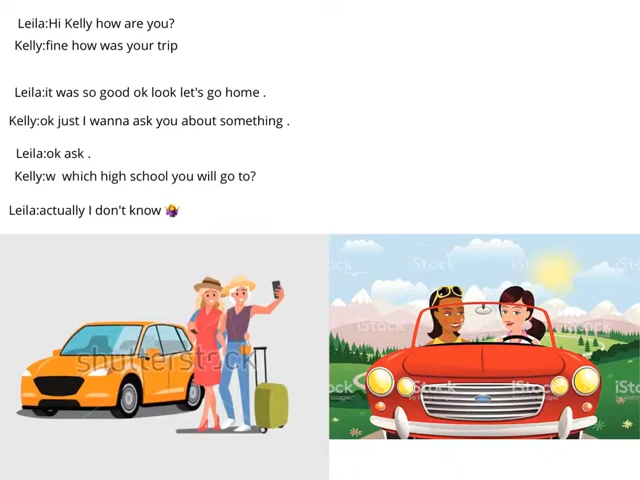 Leila:Hi Kelly how are you?
Kelly:fine how was your trip
Leila:it was so good ok look let's go home .
Kelly:ok just I wanna ask you about something .
Leila:ok ask .
Kelly:w  which high school you will go to?
Leila:actually I don't know 🤷‍♀️
shutterstock
iStock
iStock
iStock
iStock
iStock
iStock